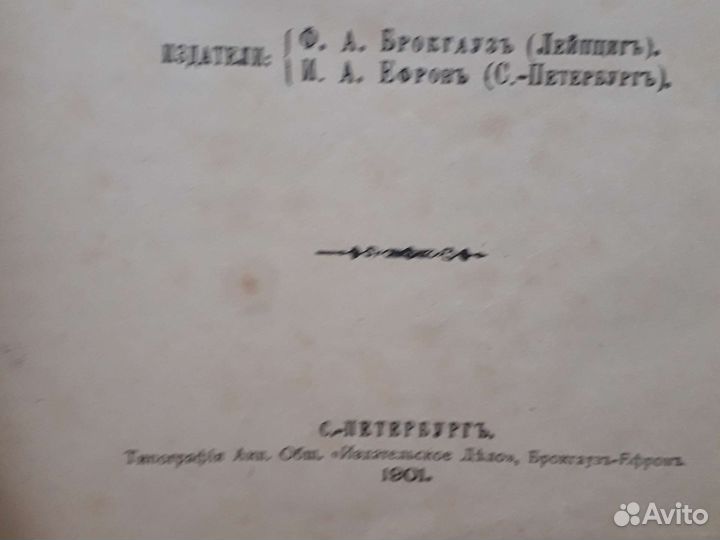 ИЗДАТЕЛИ: Ф. А. БРОКГАУЗЪ (ЛЕЙПЦИГЪ).
И. А. ЕФРОНЪ (С.-ПЕТЕРБУРГЪ).
С.-ПЕТЕРБУРГЪ.
Типографія Акц. Общ. «Издательское Дѣло», Брокгаузъ-Ефронъ.
1901.
Avito